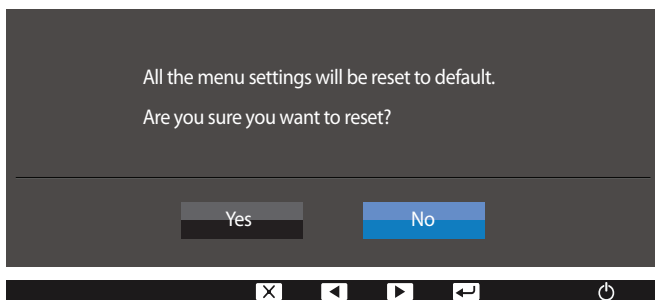 All the menu settings will be reset to default.
Are you sure you want to reset?
Yes No